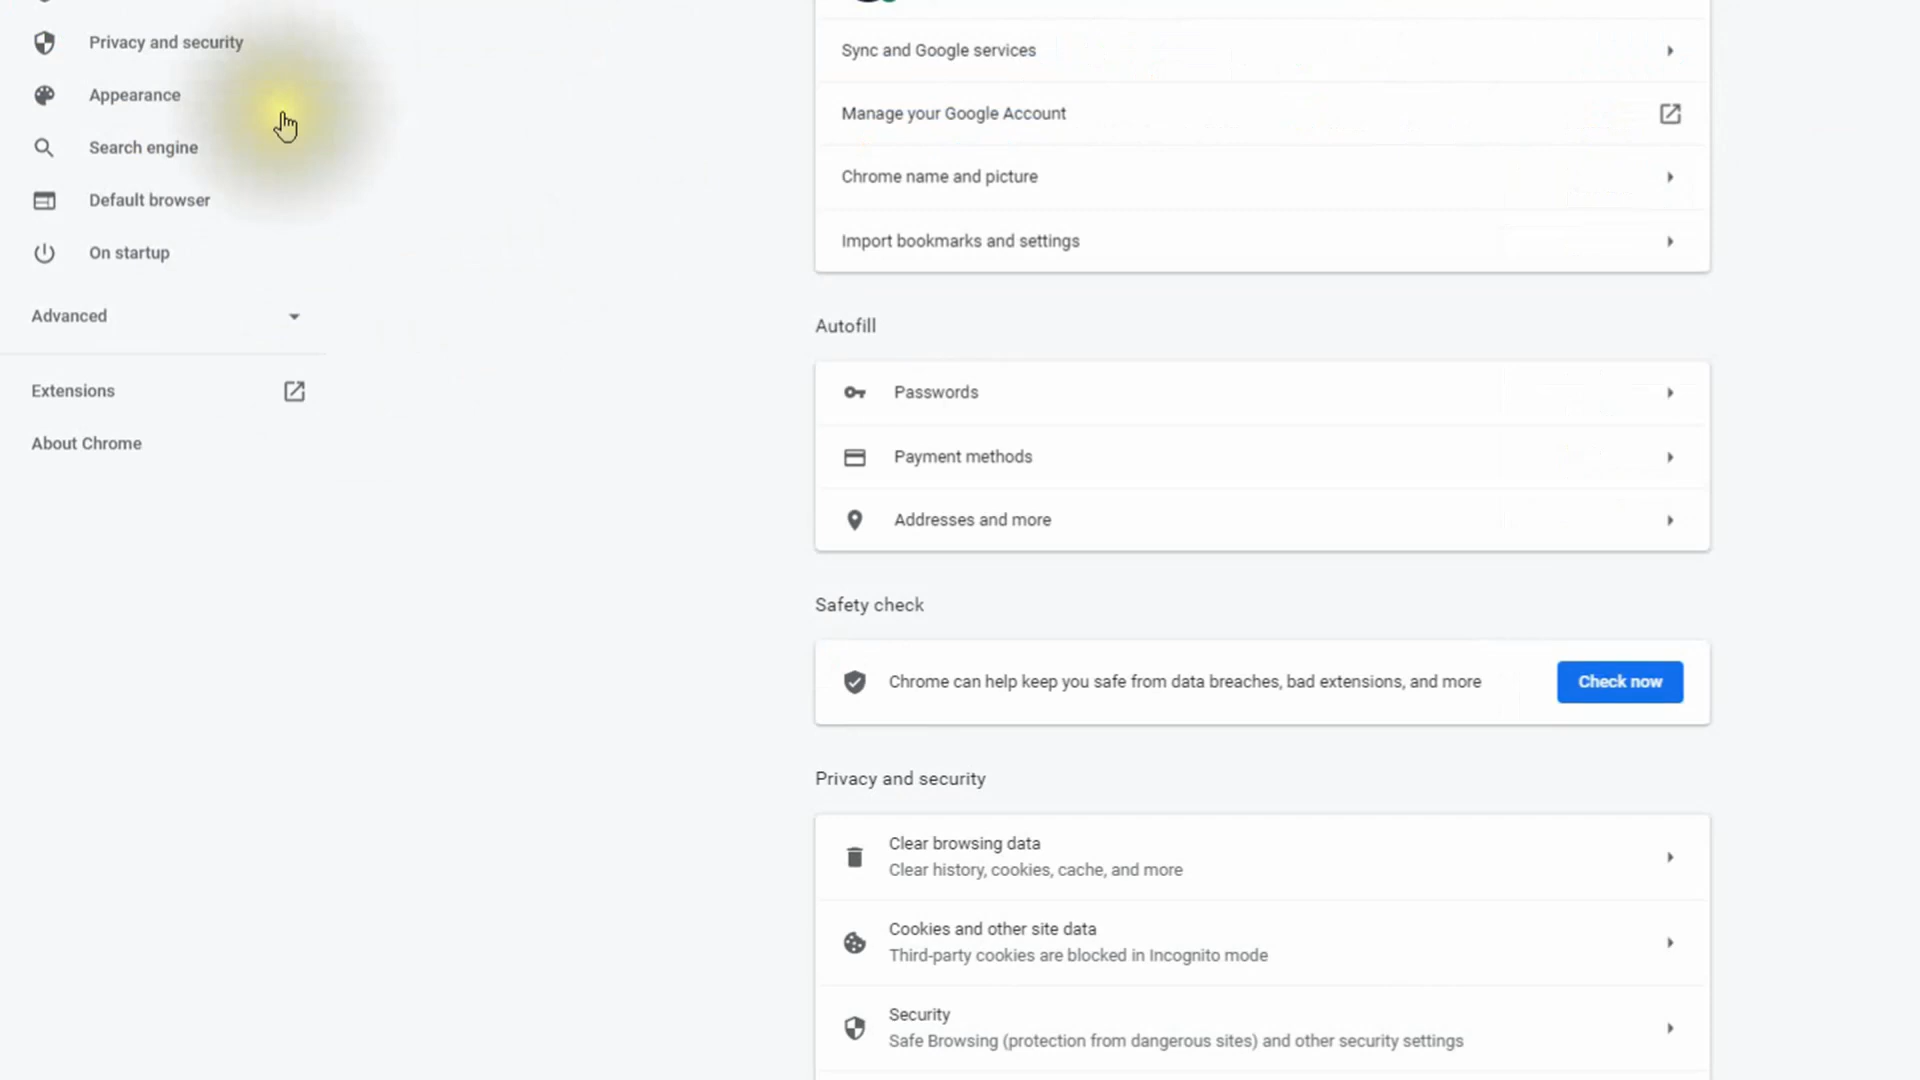 Privacy and security
Appearance
Search engine
Default browser
On startup
Advanced
Extensions
About Chrome
Sync and Google services
Manage your Google Account
Chrome name and picture
Import bookmarks and settings
Autofill
Passwords
Payment methods
Addresses and more
Safety check
Chrome can help keep you safe from data breaches, bad extensions, and more
Check now
Privacy and security
Clear browsing data
Clear history, cookies, cache, and more
Cookies and other site data
Third-party cookies are blocked in Incognito mode
Security
Safe Browsing (protection from dangerous sites) and other security settings